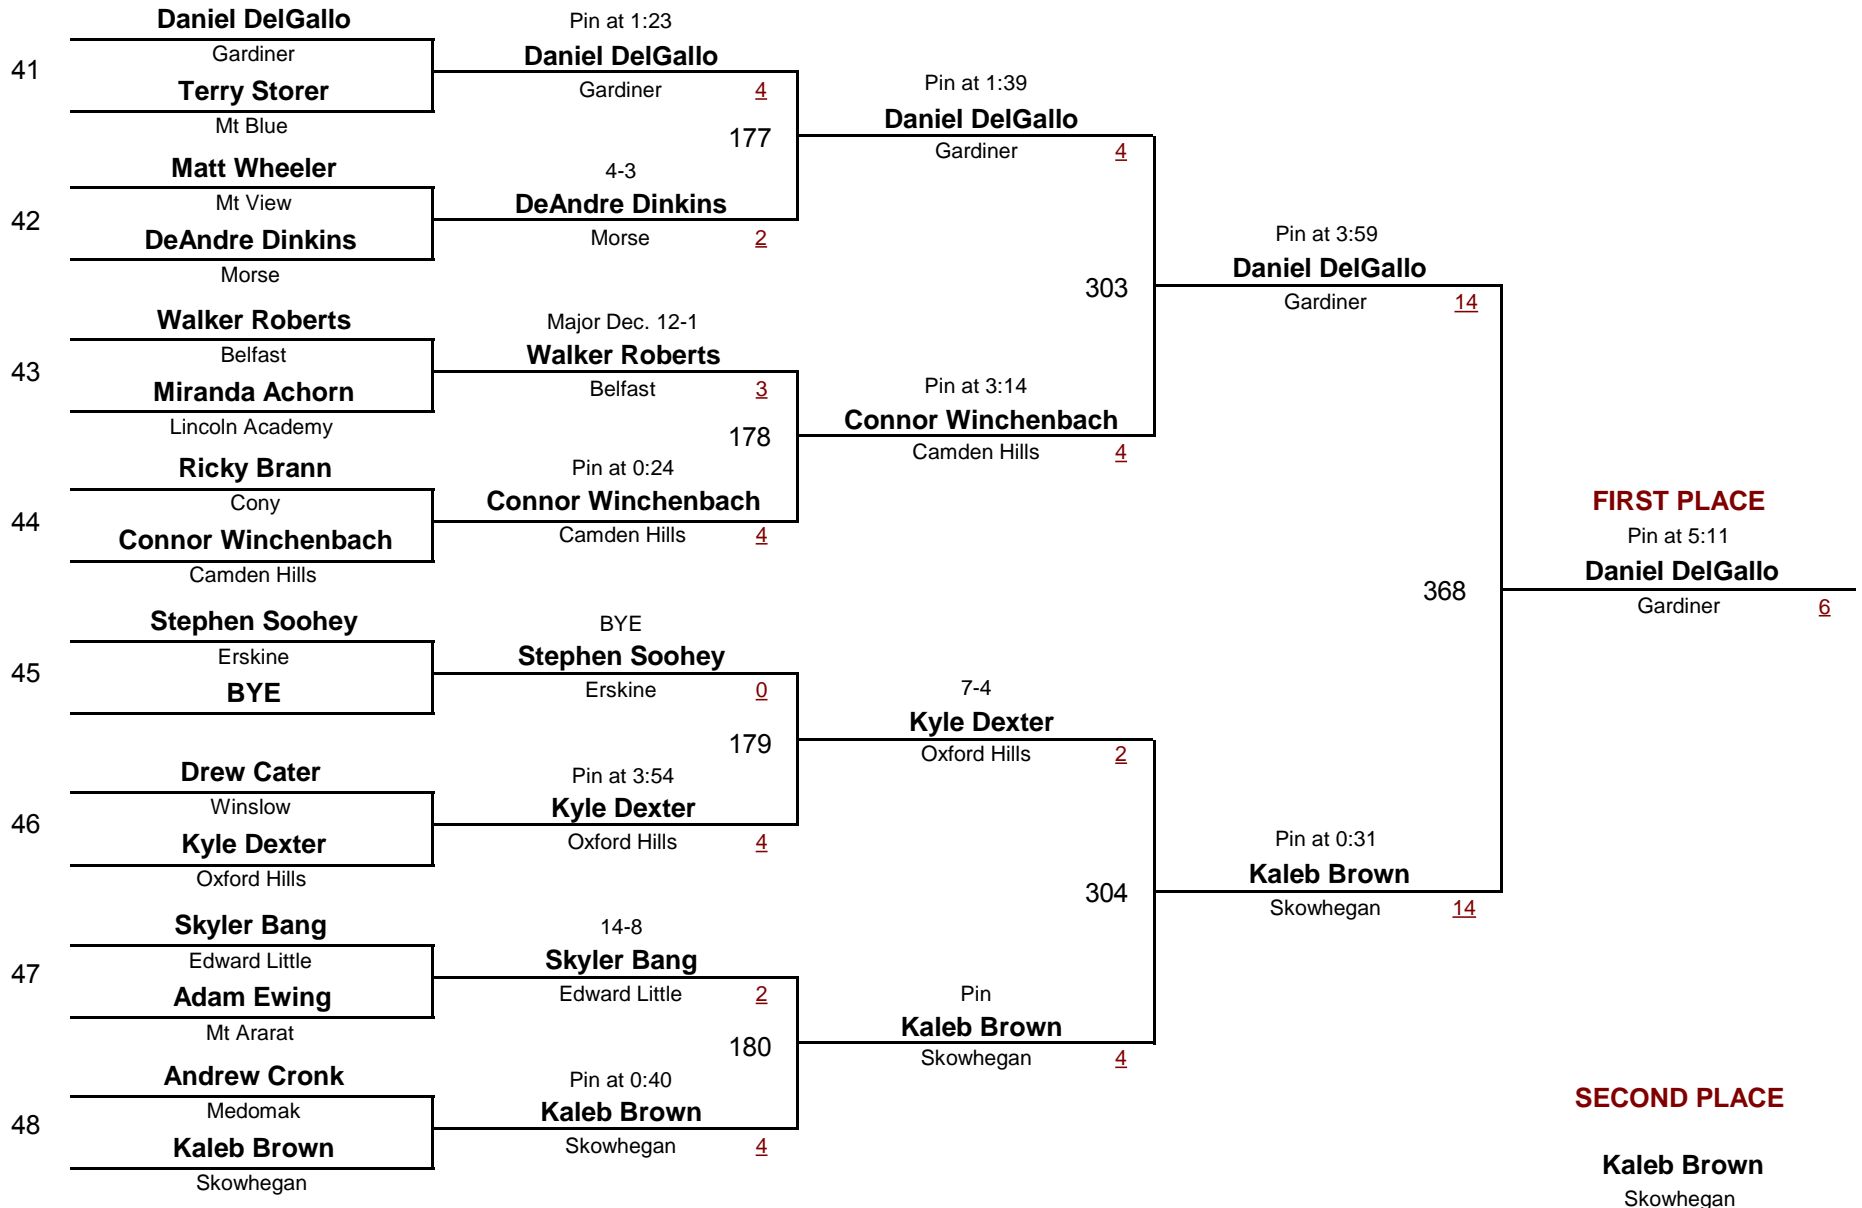 Daniel DelGallo
Gardiner
41
Terry Storer
Mt Blue
Matt Wheeler
Mt View
42
DeAndre Dinkins
Morse
Walker Roberts
Belfast
43
Miranda Achorn
Lincoln Academy
Ricky Brann
Cony
44
Connor Winchenbach
Camden Hills
Stephen Soohey
Erskine
45
BYE
Drew Cater
Winslow
46
Kyle Dexter
Oxford Hills
Skyler Bang
Edward Little
47
Adam Ewing
Mt Ararat
Andrew Cronk
Medomak
48
Kaleb Brown
Skowhegan
Pin at 1:23
Daniel DelGallo
Gardiner 4
177
4-3
DeAndre Dinkins
Morse 2
Major Dec. 12-1
Walker Roberts
Belfast 3
178
Pin at 0:24
Connor Winchenbach
Camden Hills 4
BYE
Stephen Soohey
Erskine 0
179
Pin at 3:54
Kyle Dexter
Oxford Hills 4
14-8
Skyler Bang
Edward Little 2
180
Pin at 0:40
Kaleb Brown
Skowhegan 4
Pin at 1:39
Daniel DelGallo
Gardiner 4
303
Pin at 3:14
Connor Winchenbach
Camden Hills 4
7-4
Kyle Dexter
Oxford Hills 2
304
Pin
Kaleb Brown
Skowhegan 4
Pin at 3:59
Daniel DelGallo
Gardiner 14
368
Pin at 0:31
Kaleb Brown
Skowhegan 14
FIRST PLACE
Pin at 5:11
Daniel DelGallo
Gardiner 6
SECOND PLACE
Kaleb Brown
Skowhegan